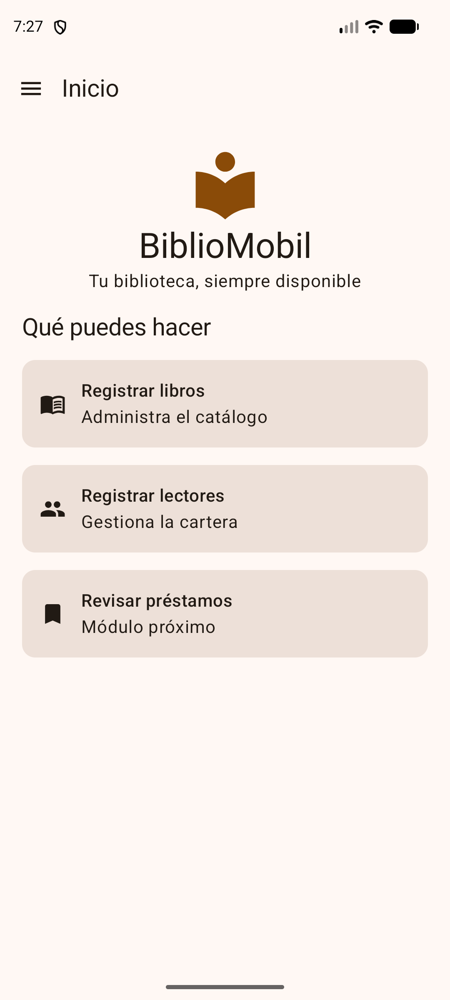 7:27
Inicio
BiblioMobil
Tu biblioteca, siempre disponible
Qué puedes hacer
Registrar libros
Administra el catálogo
Registrar lectores
Gestiona la cartera
Revisar préstamos
Módulo próximo